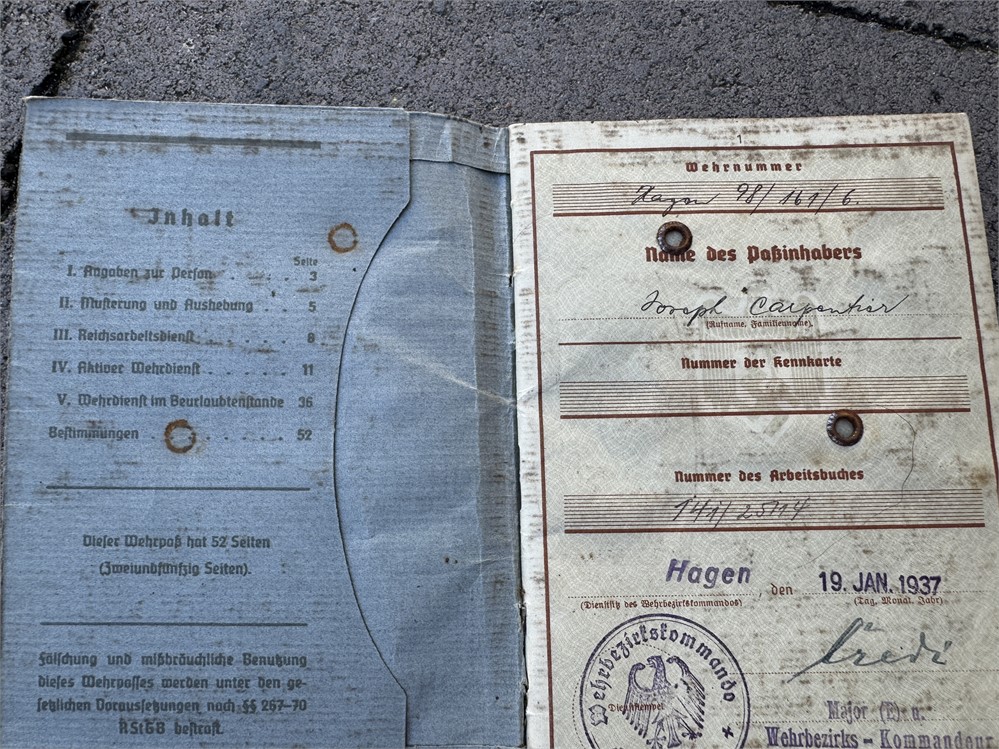 Inhalt
Seite
I. Angaben zur Person . . . . 3
II. Musterung und Aushebung . 5
III. Reichsarbeitsdienst . . . . . 8
IV. Aktiver Wehrdienst . . . . . 11
V. Wehrdienst im Beurlaubtenstande 36
Bestimmungen . . . . . . . . . 52
Dieser Wehrpaß hat 52 Seiten
(Zweiundfünfzig Seiten).
Fälschung und mißbräuchliche Benutzung
dieses Wehrpasses werden unter den ge-
setzlichen Voraussetzungen nach §§ 267–70
RStGB bestraft.
1
Wehrnummer
Hagen 98/161/6.
Name des Paßinhabers
Joseph Carpentier
(Rufname, Familienname)
Nummer der Kennkarte
Nummer des Arbeitsbuches
141/
Hagen, den 19. JAN. 1937
(Dienstsitz des Wehrbezirkskommandos) (Tag, Monat, Jahr)
Wehrbezirkskommando
Dienststempel
Major (E) u.
Wehrbezirks-Kommandeur